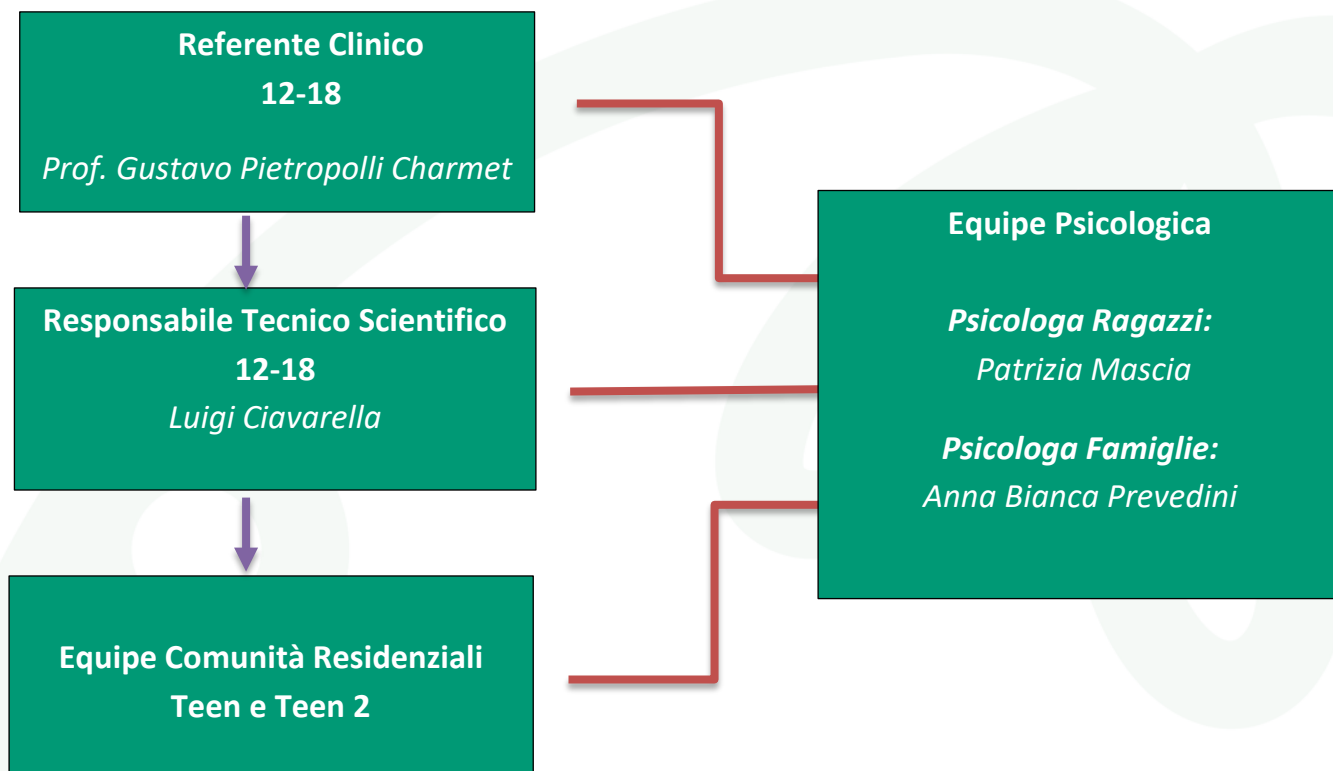 Referente Clinico
12-18
Prof. Gustavo Pietropolli Charmet
Responsabile Tecnico Scientifico
12-18
Luigi Ciavarella
Equipe Comunità Residenziali
Teen e Teen 2
Equipe Psicologica
Psicologa Ragazzi:
Patrizia Mascia
Psicologa Famiglie:
Anna Bianca Prevedini